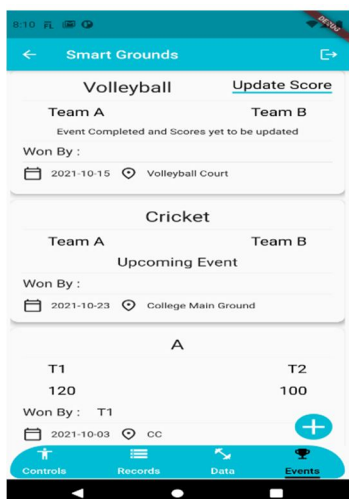 8:10
DEBUG
Smart Grounds
Volleyball Update Score
Team A Team B
Event Completed and Scores yet to be updated
Won By :
2021-10-15 Volleyball Court
Cricket
Team A Team B
Upcoming Event
Won By :
2021-10-23 College Main Ground
A
T1 T2
120 100
Won By : T1
2021-10-03 CC
Controls Records Data Events